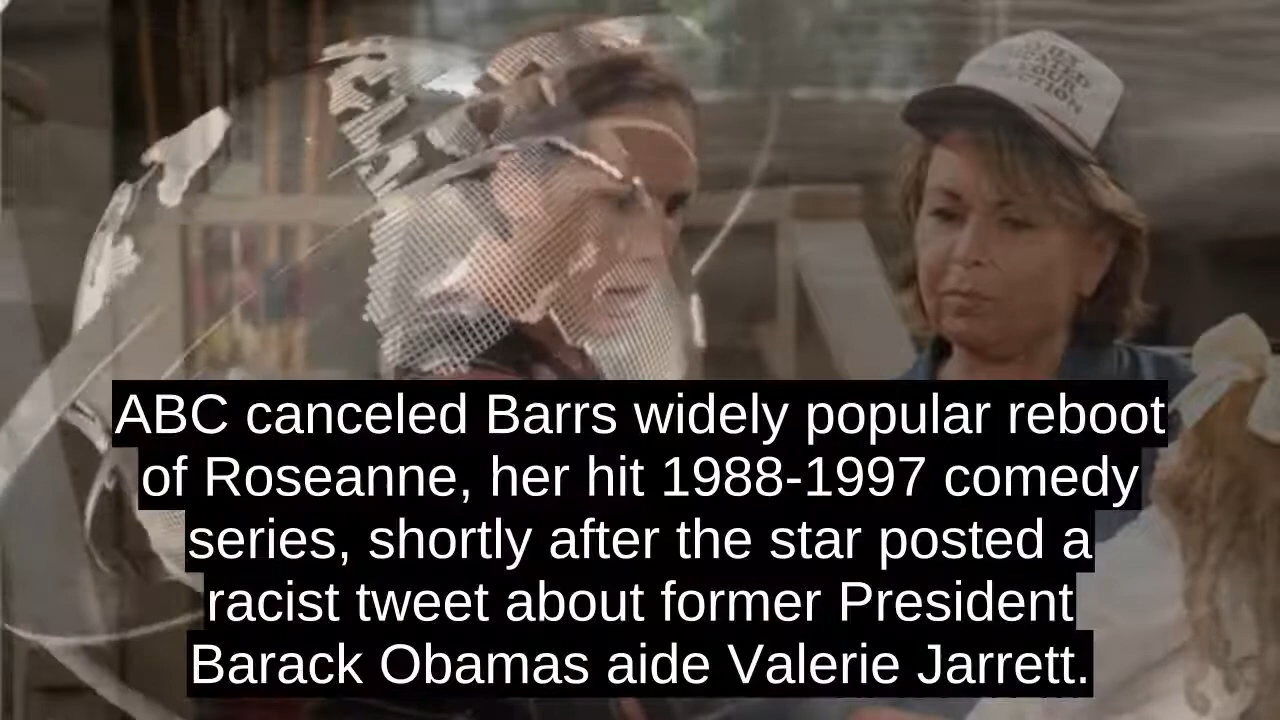 ABC canceled Barrs widely popular reboot
of Roseanne, her hit 1988-1997 comedy
series, shortly after the star posted a
racist tweet about former President
Barack Obamas aide Valerie Jarrett.